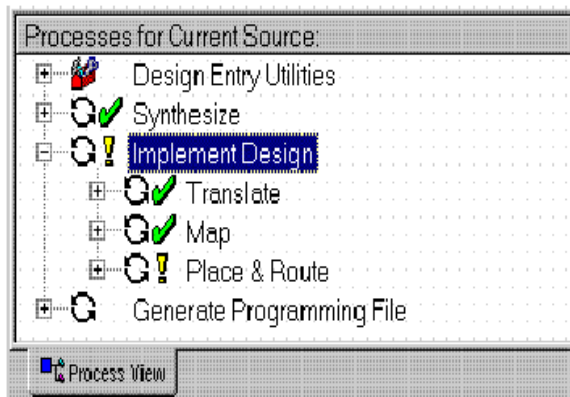 Processes for Current Source:
Design Entry Utilities
Synthesize
Implement Design
Translate
Map
Place & Route
Generate Programming File
Process View